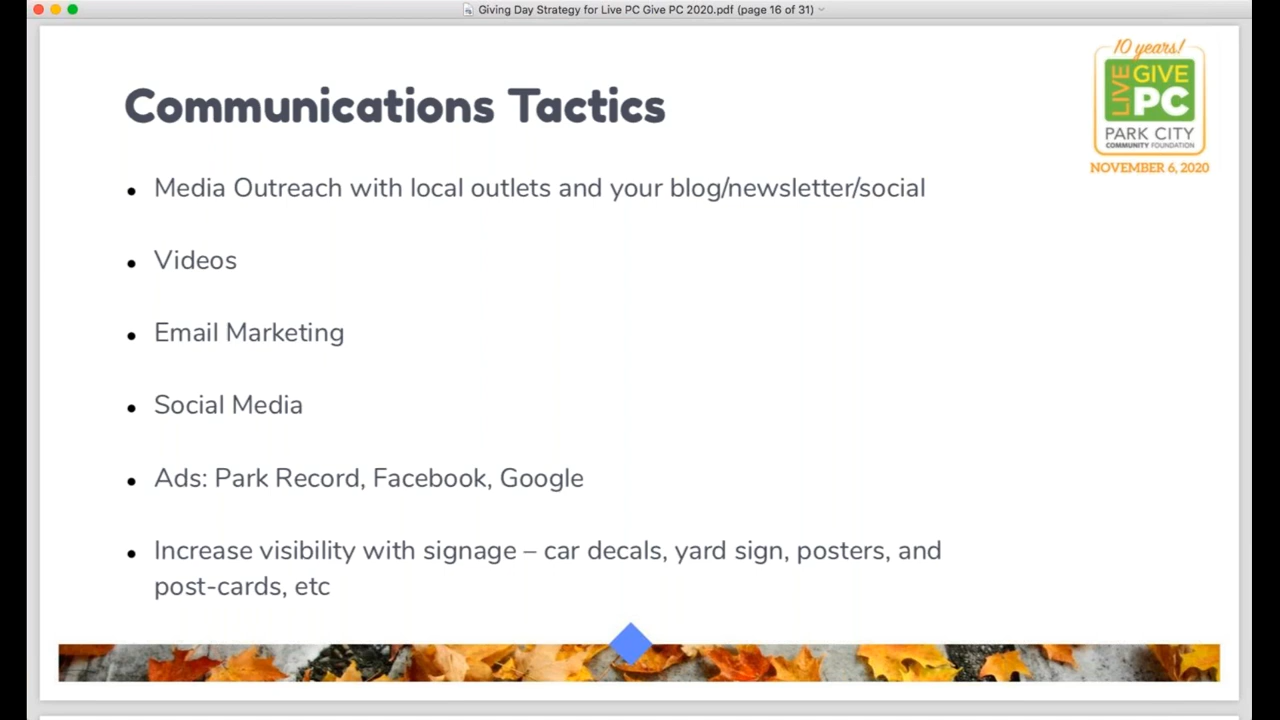 Giving Day Strategy for Live PC Give PC 2020.pdf (page 16 of 31)
10 years!
LIVE
GIVE
PC
PARK CITY
COMMUNITY FOUNDATION
NOVEMBER 6, 2020
Communications Tactics
• Media Outreach with local outlets and your blog/newsletter/social
• Videos
• Email Marketing
• Social Media
• Ads: Park Record, Facebook, Google
• Increase visibility with signage – car decals, yard sign, posters, and
post-cards, etc